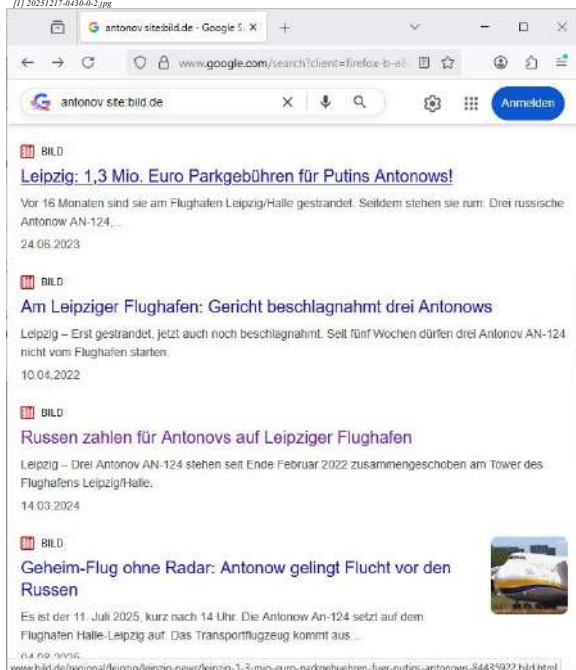 [1] 20251217-0430-0-2.jpg
antonov site:bild.de - Google S
www.google.com/search?client=firefox-b-e
antonov site:bild.de
Anmelden
BILD
Leipzig: 1,3 Mio. Euro Parkgebühren für Putins Antonows!
Vor 16 Monaten sind sie am Flughafen Leipzig/Halle gestrandet. Seitdem stehen sie rum: Drei russische
Antonow AN-124,...
24.06.2023
BILD
Am Leipziger Flughafen: Gericht beschlagnahmt drei Antonows
Leipzig – Erst gestrandet, jetzt auch noch beschlagnahmt. Seit fünf Wochen dürfen drei Antonov AN-124
nicht vom Flughafen starten.
10.04.2022
BILD
Russen zahlen für Antonovs auf Leipziger Flughafen
Leipzig – Drei Antonov AN-124 stehen seit Ende Februar 2022 zusammengeschoben am Tower des
Flughafens Leipzig/Halle.
14.03.2024
BILD
Geheim-Flug ohne Radar: Antonow gelingt Flucht vor den
Russen
Es ist der 11. Juli 2025, kurz nach 14 Uhr. Die Antonow An-124 setzt auf dem
Flughafen Halle-Leipzig auf. Das Transportflugzeug kommt aus...
04.08.2025
www.bild.de/regional/leipzig/leipzig-news/leipzig-1-3-mio-euro-parkgebuehren-fuer-putins-antonows-84435922.bild.html